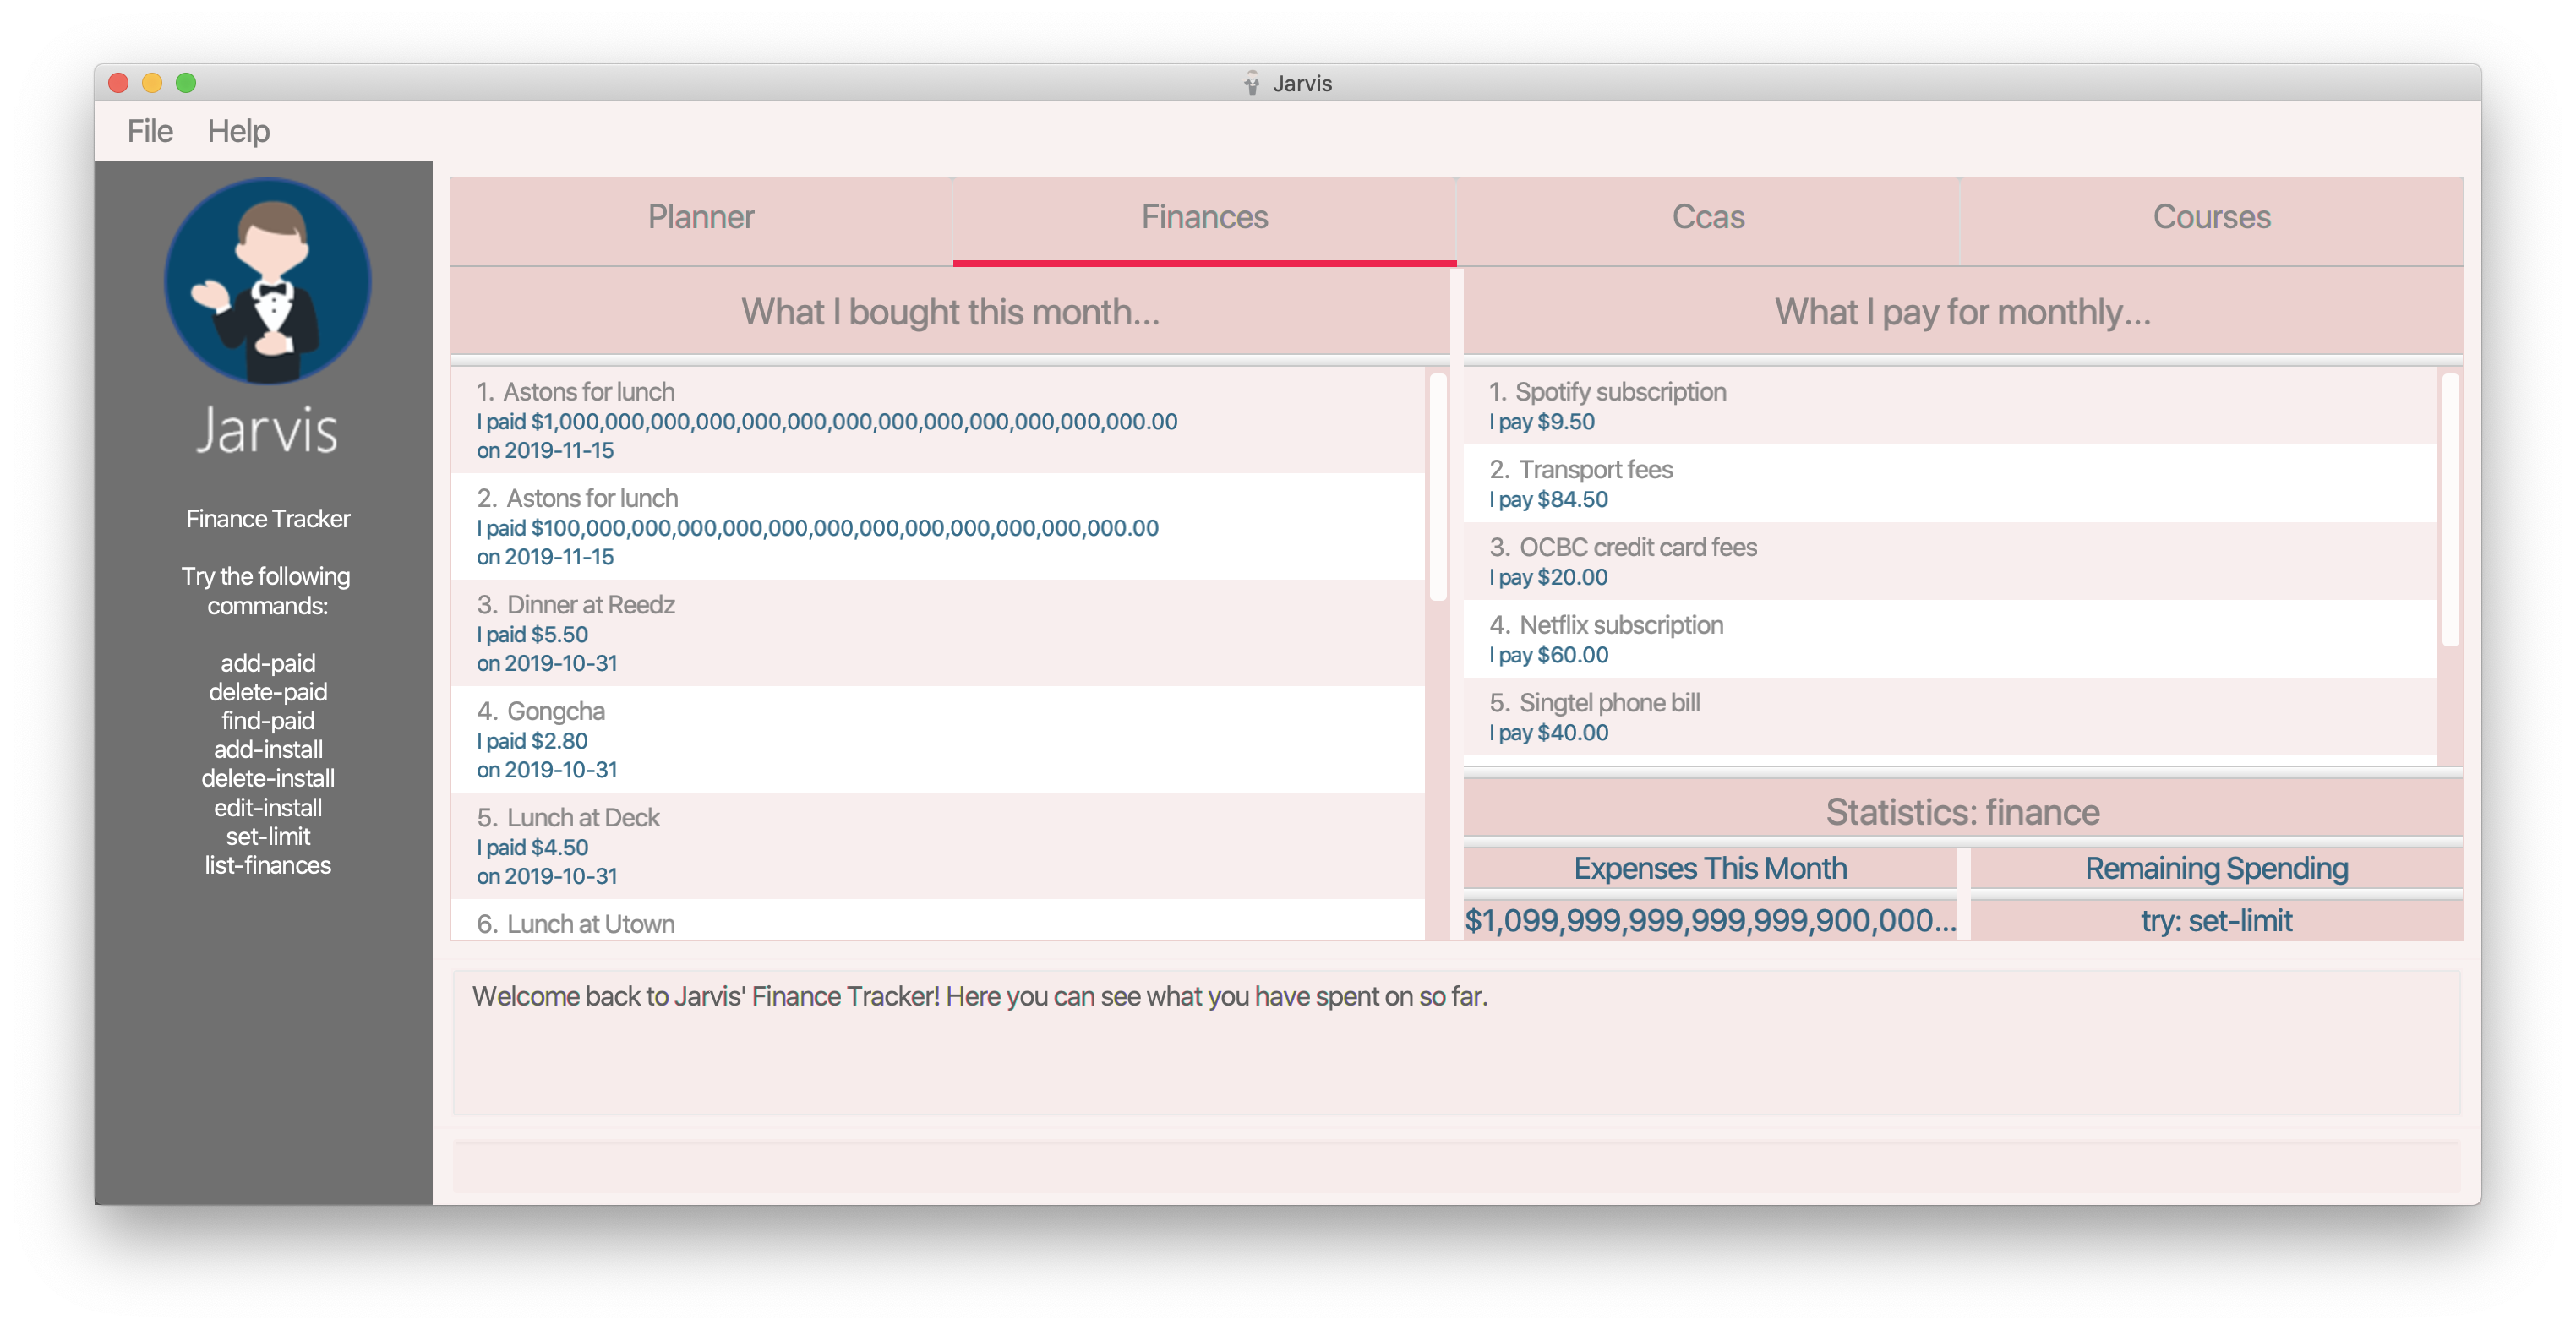 Jarvis
File Help
Jarvis
Finance Tracker
Try the following
commands:
add-paid
delete-paid
find-paid
add-install
delete-install
edit-install
set-limit
list-finances
Planner Finances Ccas Courses
What I bought this month...
1. Astons for lunch
I paid $1,000,000,000,000,000,000,000,000,000,000,000,000,000,000.00
on 2019-11-15
2. Astons for lunch
I paid $100,000,000,000,000,000,000,000,000,000,000,000,000.00
on 2019-11-15
3. Dinner at Reedz
I paid $5.50
on 2019-10-31
4. Gongcha
I paid $2.80
on 2019-10-31
5. Lunch at Deck
I paid $4.50
on 2019-10-31
6. Lunch at Utown
What I pay for monthly...
1. Spotify subscription
I pay $9.50
2. Transport fees
I pay $84.50
3. OCBC credit card fees
I pay $20.00
4. Netflix subscription
I pay $60.00
5. Singtel phone bill
I pay $40.00
Statistics: finance
Expenses This Month
$1,099,999,999,999,999,900,000...
Remaining Spending
try: set-limit
Welcome back to Jarvis' Finance Tracker! Here you can see what you have spent on so far.